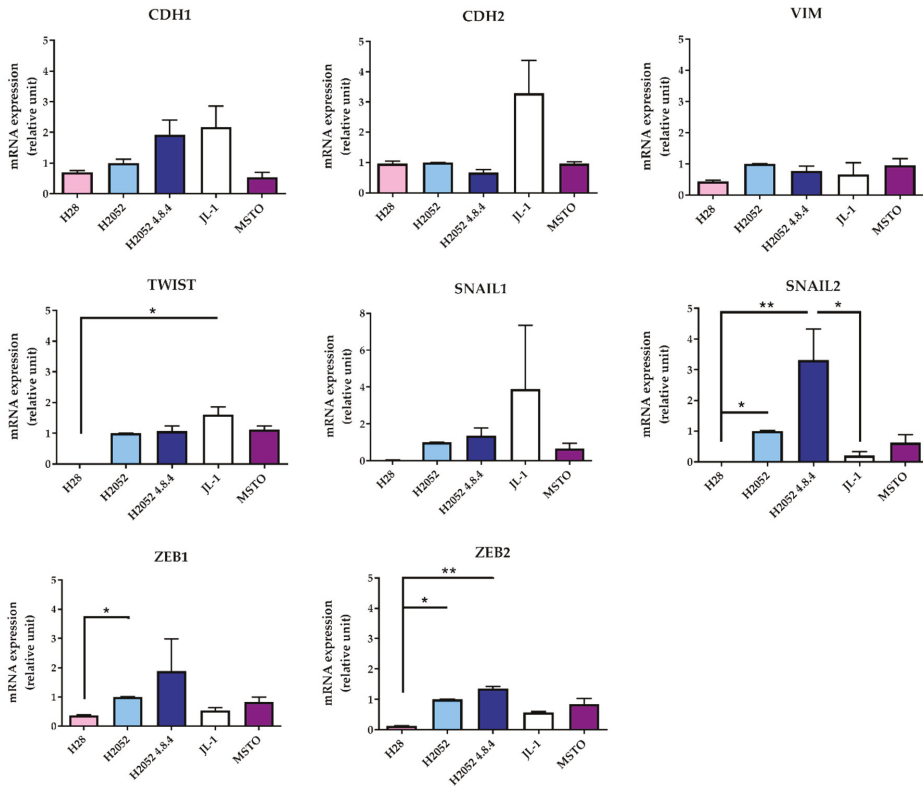 CDH1
mRNA expression
(relative unit)
5
4
3
2
1
0
H28
H2052
H2052 4.8.4
JL-1
MSTO
CDH2
mRNA expression
(relative unit)
5
4
3
2
1
0
H28
H2052
H2052 4.8.4
JL-1
MSTO
VIM
mRNA expression
(relative unit)
5
4
3
2
1
0
H28
H2052
H2052 4.8.4
JL-1
MSTO
TWIST
mRNA expression
(relative unit)
5
4
3
2
1
0
*
H28
H2052
H2052 4.8.4
JL-1
MSTO
SNAIL1
mRNA expression
(relative unit)
8
6
4
2
0
H28
H2052
H2052 4.8.4
JL-1
MSTO
SNAIL2
mRNA expression
(relative unit)
5
4
3
2
1
0
**
*
*
H28
H2052
H2052 4.8.4
JL-1
MSTO
ZEB1
mRNA expression
(relative unit)
5
4
3
2
1
0
*
H28
H2052
H2052 4.8.4
JL-1
MSTO
ZEB2
mRNA expression
(relative unit)
5
4
3
2
1
0
**
*
H28
H2052
H2052 4.8.4
JL-1
MSTO